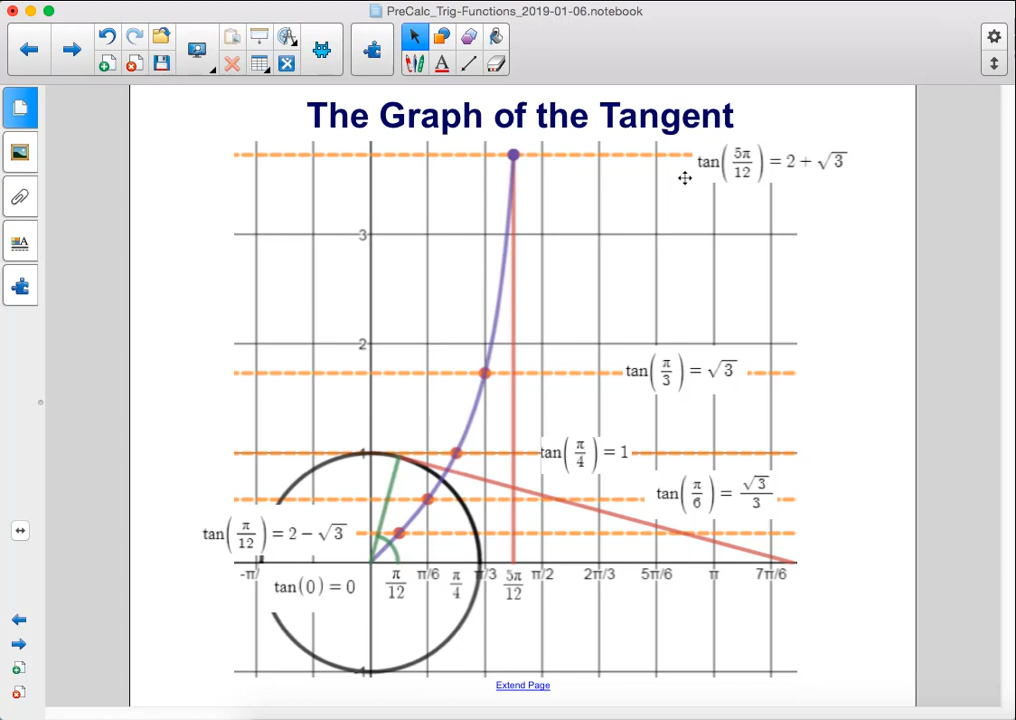 PreCalc_Trig-Functions_2019-01-06.notebook
The Graph of the Tangent
tan(5π/12) = 2 + √3
3
2
tan(π/3) = √3
tan(π/4) = 1
1
tan(π/6) = √3/3
tan(π/12) = 2 − √3
-π/ π/6 π/3 π/2 2π/3 5π/6 π 7π/6
π/12 π/4 5π/12
tan(0) = 0
Extend Page